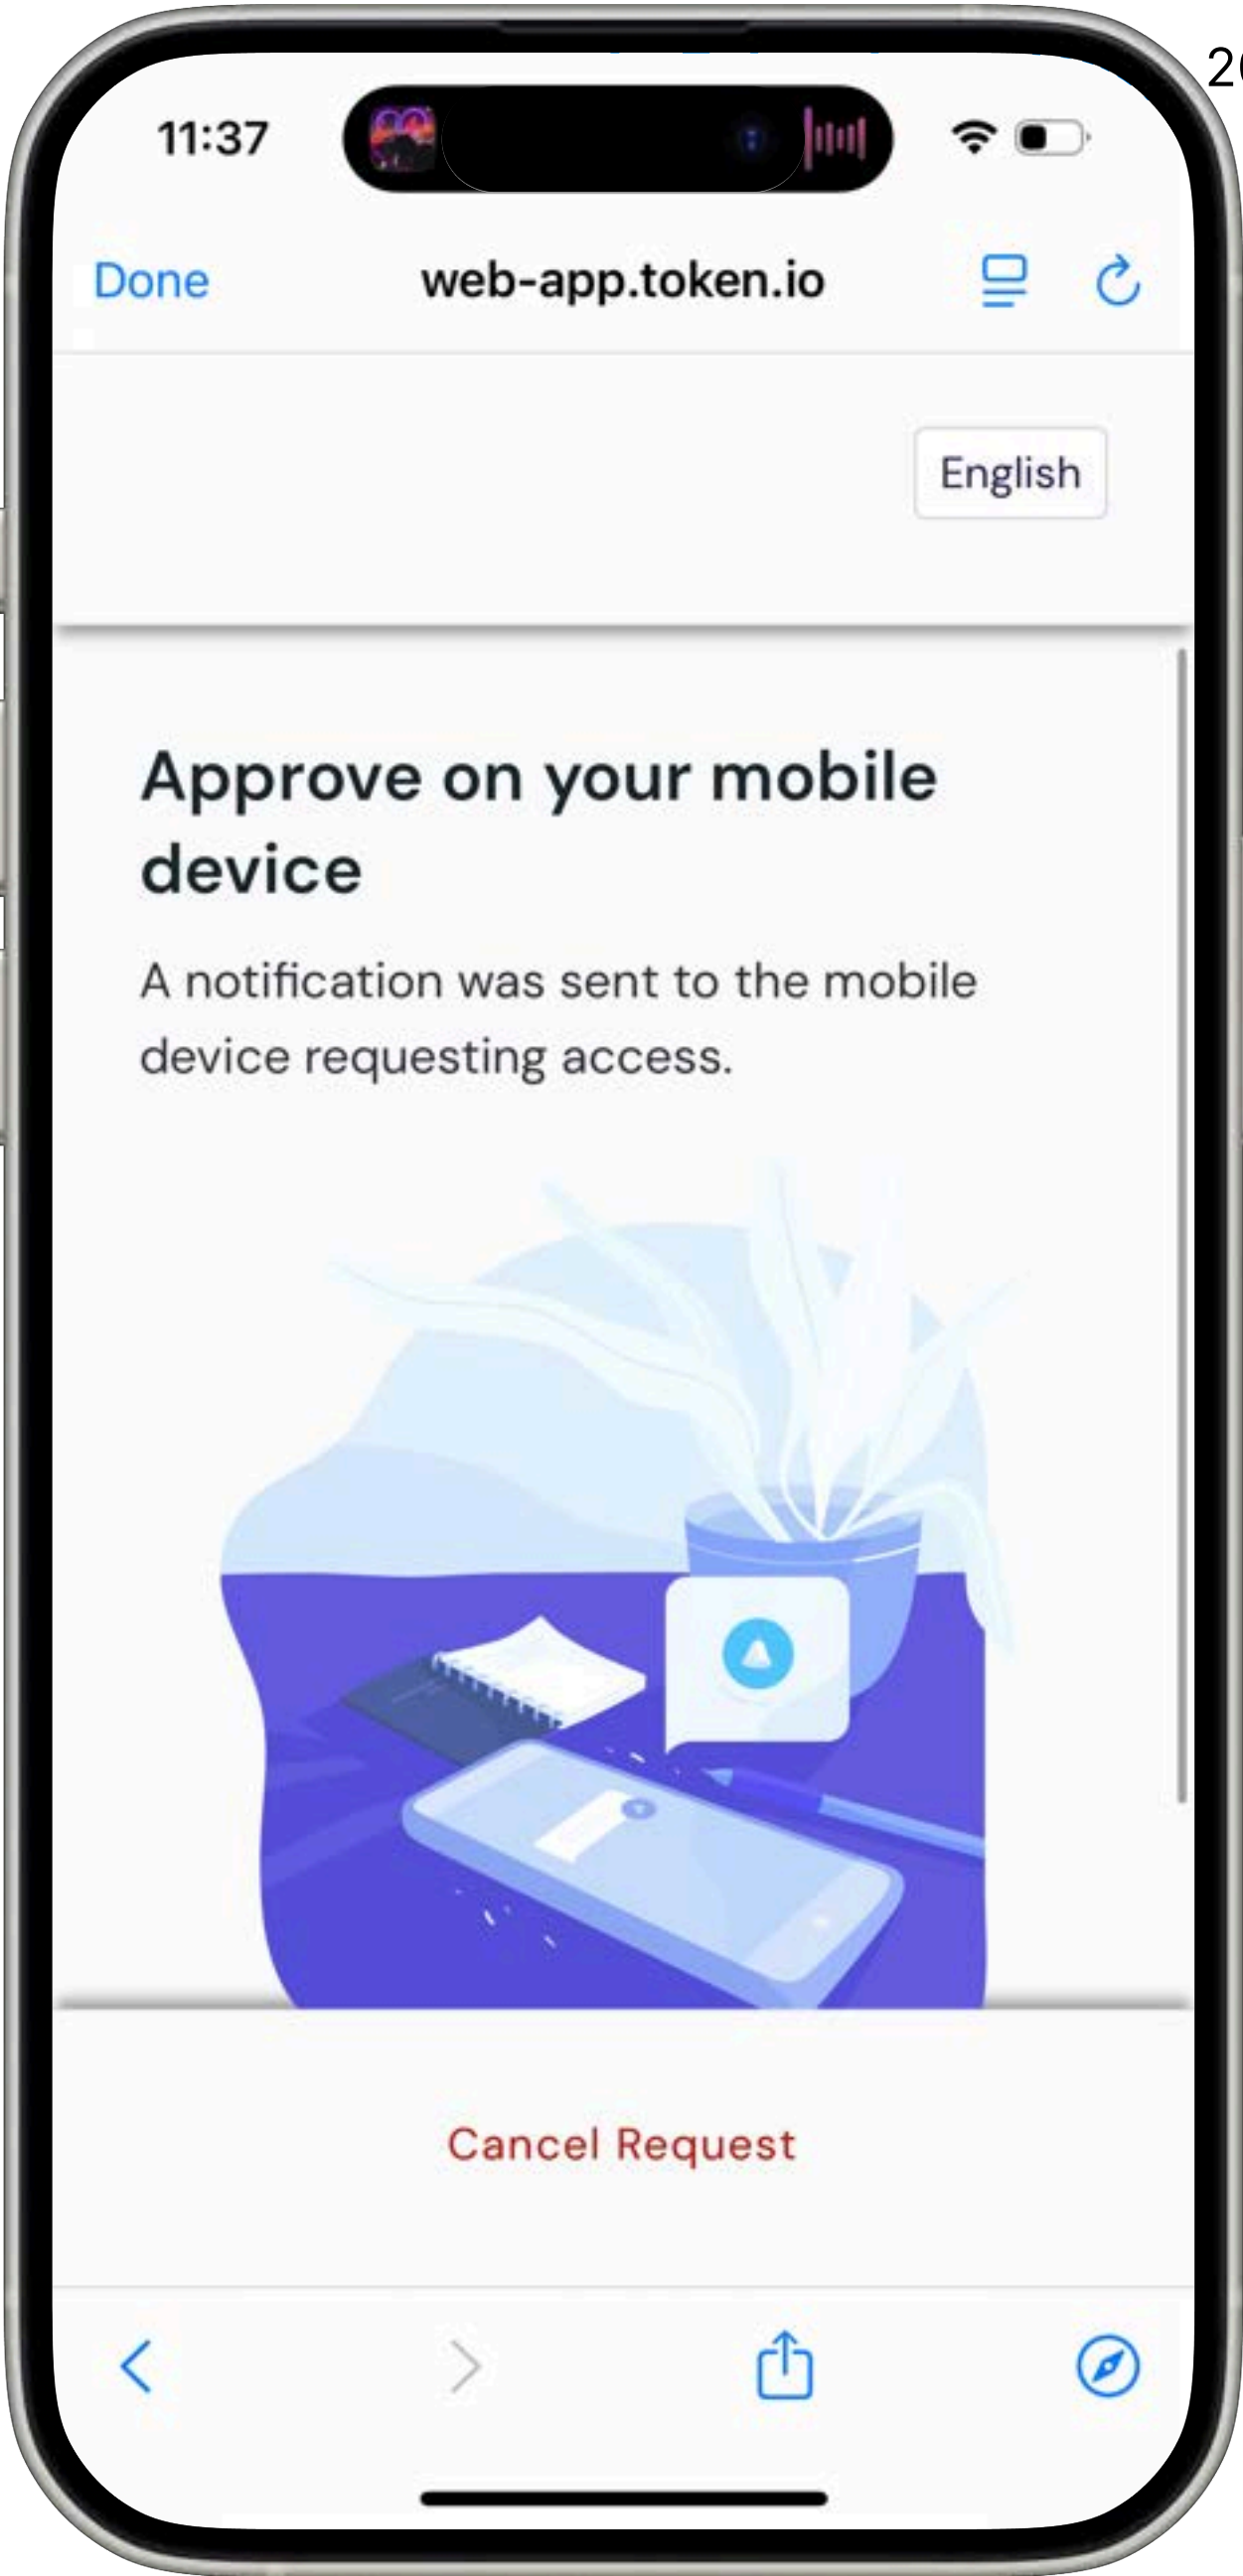 11:37
Done
web-app.token.io
English
Approve on your mobile
device
A notification was sent to the mobile
device requesting access.
Cancel Request